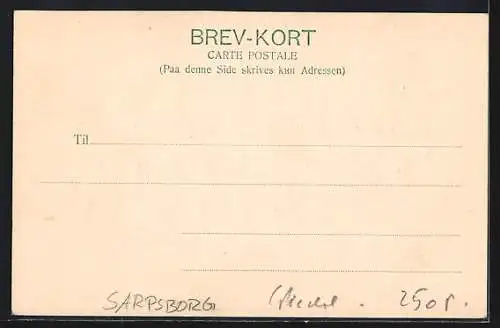 BREV-KORT
CARTE POSTALE
(Paa denne Side skrives kun Adressen)
Til
SARPSBORG